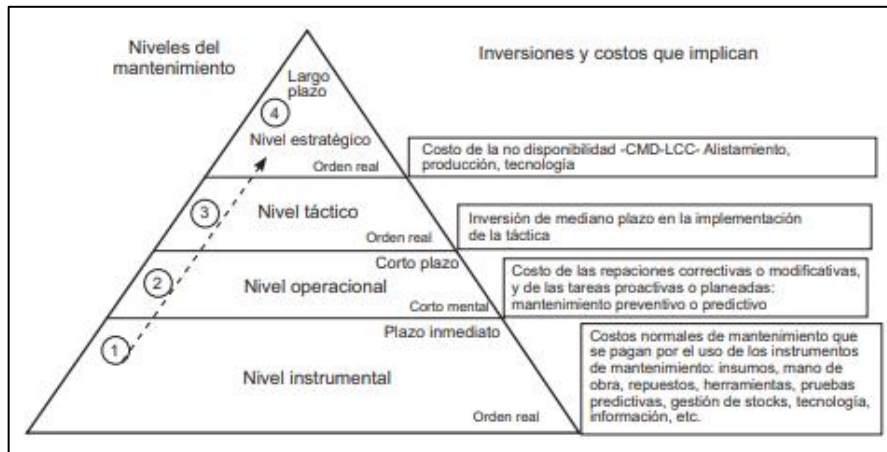 Niveles del
mantenimiento
Inversiones y costos que implican
Largo
plazo
4
Nivel estratégico
Orden real
Costo de la no disponibilidad -CMD-LCC- Alistamiento,
producción, tecnología
3
Nivel táctico
Orden real
Inversión de mediano plazo en la implementación
de la táctica
Corto plazo
2
Nivel operacional
Corto mental
Costo de las repaciones correctivas o modificativas,
y de las tareas proactivas o planeadas:
mantenimiento preventivo o predictivo
Plazo inmediato
1
Nivel instrumental
Orden real
Costos normales de mantenimiento que
se pagan por el uso de los instrumentos
de mantenimiento: insumos, mano de
obra, repuestos, herramientas, pruebas
predictivas, gestión de stocks, tecnología,
información, etc.